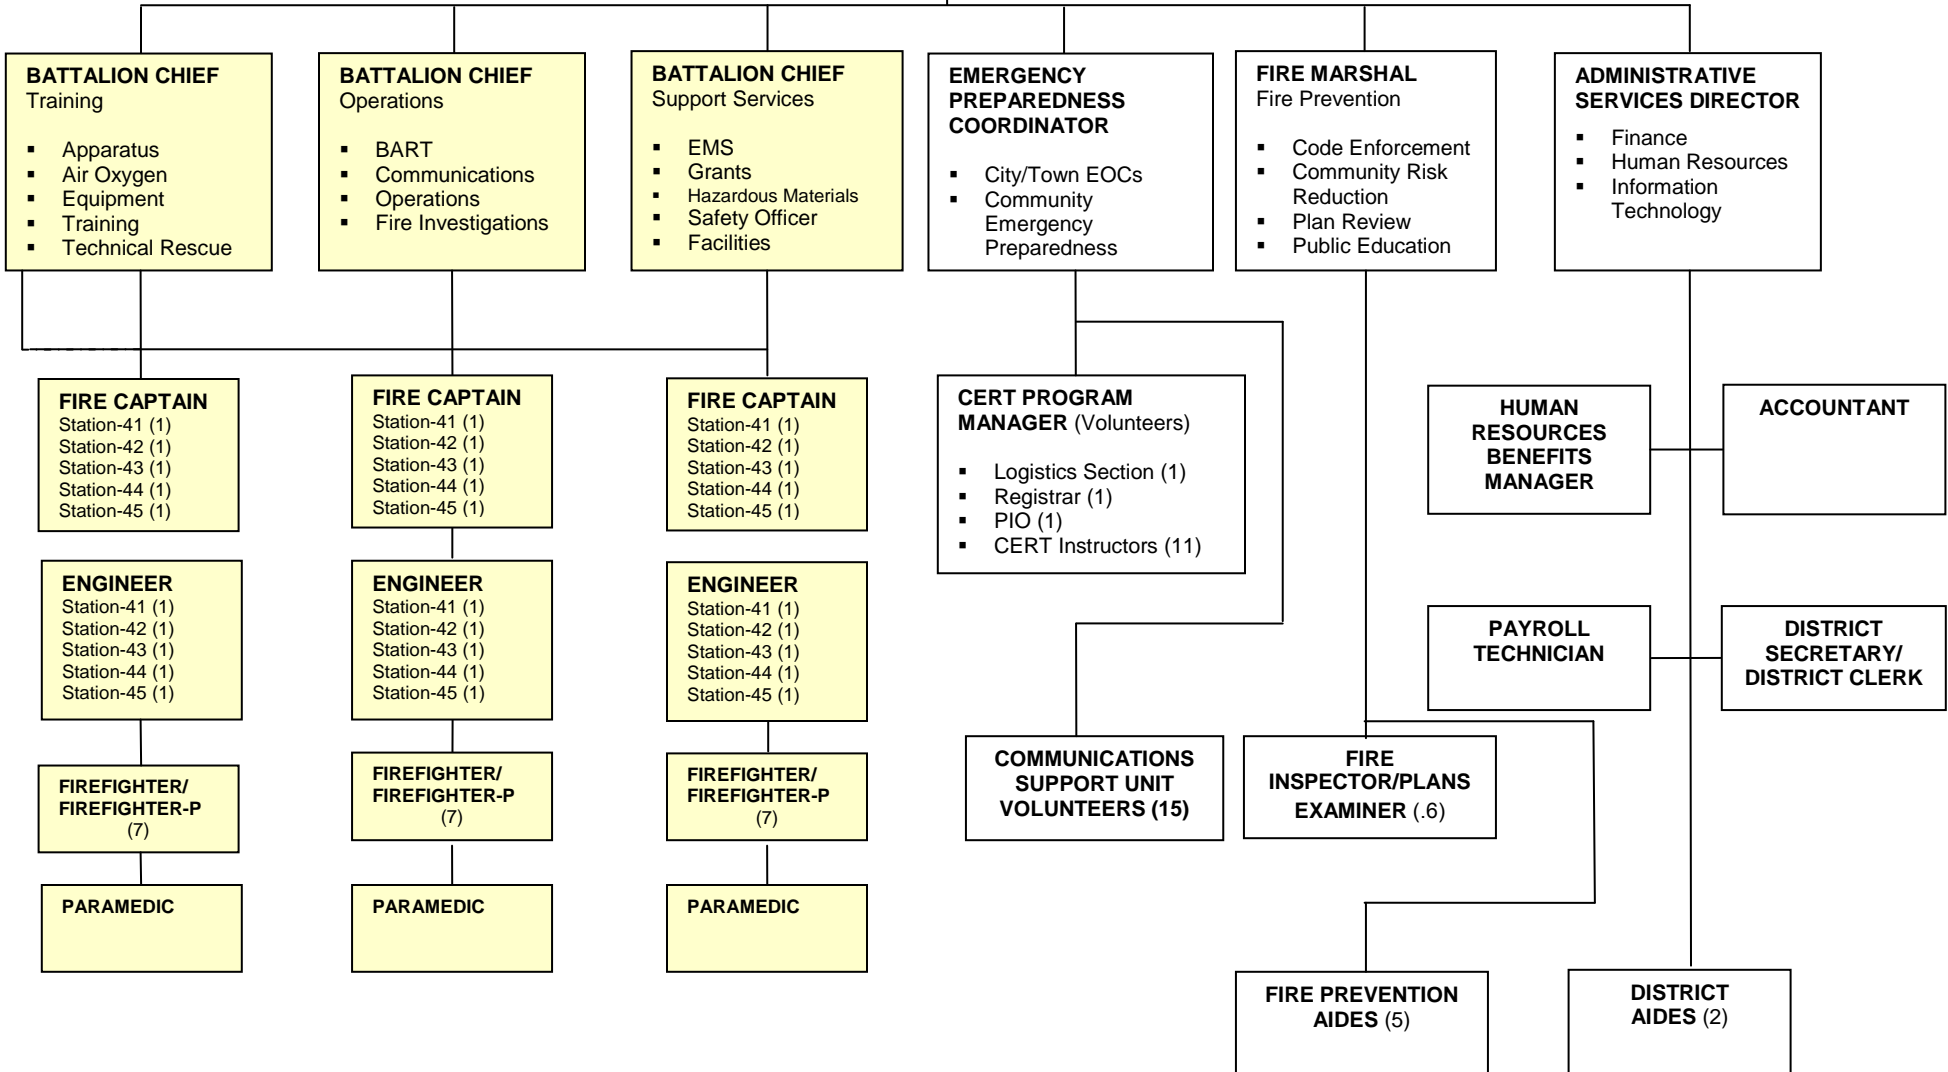 BATTALION CHIEF
Training
▪ Apparatus
▪ Air Oxygen
▪ Equipment
▪ Training
▪ Technical Rescue
BATTALION CHIEF
Operations
▪ BART
▪ Communications
▪ Operations
▪ Fire Investigations
BATTALION CHIEF
Support Services
▪ EMS
▪ Grants
▪ Hazardous Materials
▪ Safety Officer
▪ Facilities
EMERGENCY
PREPAREDNESS
COORDINATOR
▪ City/Town EOCs
▪ Community
Emergency
Preparedness
FIRE MARSHAL
Fire Prevention
▪ Code Enforcement
▪ Community Risk
Reduction
▪ Plan Review
▪ Public Education
ADMINISTRATIVE
SERVICES DIRECTOR
▪ Finance
▪ Human Resources
▪ Information
Technology
FIRE CAPTAIN
Station-41 (1)
Station-42 (1)
Station-43 (1)
Station-44 (1)
Station-45 (1)
FIRE CAPTAIN
Station-41 (1)
Station-42 (1)
Station-43 (1)
Station-44 (1)
Station-45 (1)
FIRE CAPTAIN
Station-41 (1)
Station-42 (1)
Station-43 (1)
Station-44 (1)
Station-45 (1)
CERT PROGRAM
MANAGER (Volunteers)
▪ Logistics Section (1)
▪ Registrar (1)
▪ PIO (1)
▪ CERT Instructors (11)
HUMAN
RESOURCES
BENEFITS
MANAGER
ACCOUNTANT
ENGINEER
Station-41 (1)
Station-42 (1)
Station-43 (1)
Station-44 (1)
Station-45 (1)
ENGINEER
Station-41 (1)
Station-42 (1)
Station-43 (1)
Station-44 (1)
Station-45 (1)
ENGINEER
Station-41 (1)
Station-42 (1)
Station-43 (1)
Station-44 (1)
Station-45 (1)
PAYROLL
TECHNICIAN
DISTRICT
SECRETARY/
DISTRICT CLERK
FIREFIGHTER/
FIREFIGHTER-P
(7)
FIREFIGHTER/
FIREFIGHTER-P
(7)
FIREFIGHTER/
FIREFIGHTER-P
(7)
COMMUNICATIONS
SUPPORT UNIT
VOLUNTEERS (15)
FIRE
INSPECTOR/PLANS
EXAMINER (.6)
PARAMEDIC
PARAMEDIC
PARAMEDIC
FIRE PREVENTION
AIDES (5)
DISTRICT
AIDES (2)